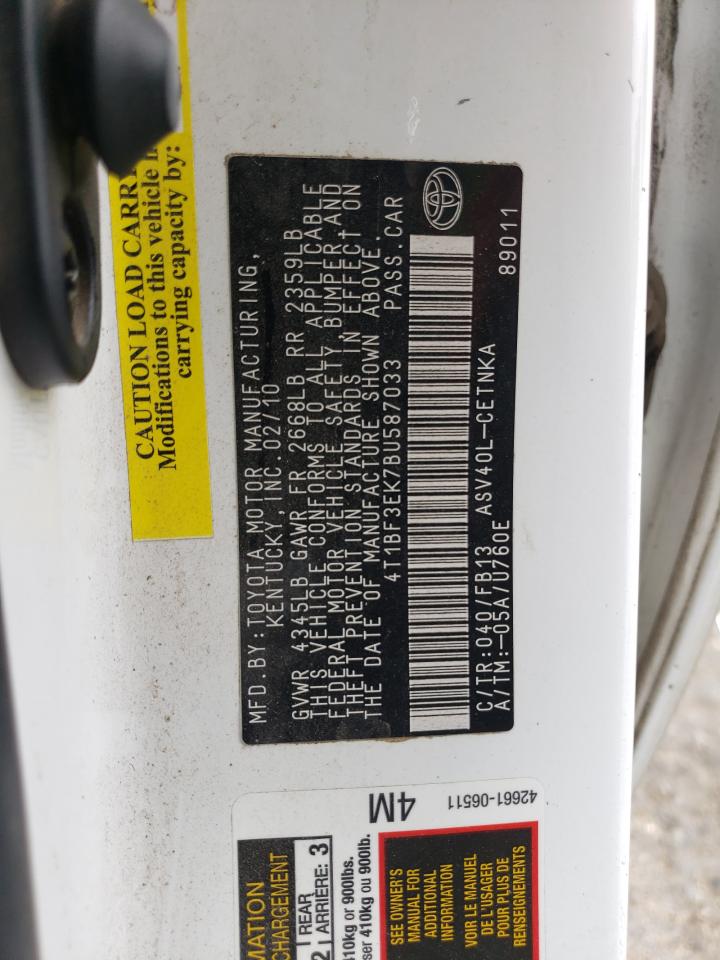 CAUTION LOAD CARRY
Modifications to this vehicle
carrying capacity by:
MFD. BY: TOYOTA MOTOR MANUFACTURING,
KENTUCKY, INC. 02/10
GVWR 4345LB GAWR FR 2668LB RR 2359LB
THIS VEHICLE CONFORMS TO ALL APPLICABLE
FEDERAL MOTOR VEHICLE SAFETY, BUMPER AND
THEFT PREVENTION STANDARDS IN EFFECT ON
THE DATE OF MANUFACTURE SHOWN ABOVE.
4T1BF3EK7BU587033 PASS. CAR
C/TR: 040/FB13 ASV40L-CETNKA
A/TM: -05A/U760E 89011
4M
42661-06511
MATION
CHARGEMENT
2 REAR
ARRIÈRE: 3
410kg or 900lbs.
ser 410kg ou 900lb.
SEE OWNER'S
MANUAL FOR
ADDITIONAL
INFORMATION
VOIR LE MANUEL
DE L'USAGER
POUR PLUS DE
RENSEIGNEMENTS